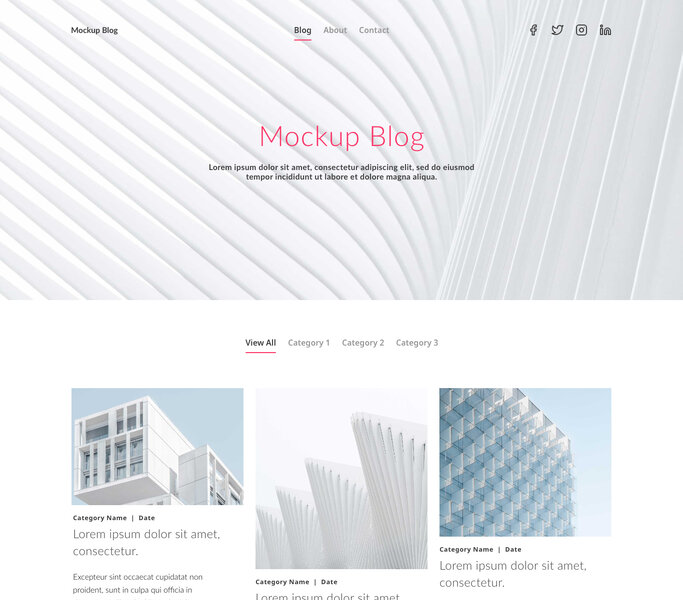 Mockup Blog
Blog About Contact
Mockup Blog
Lorem ipsum dolor sit amet, consectetur adipiscing elit, sed do eiusmod
tempor incididunt ut labore et dolore magna aliqua.
View All Category 1 Category 2 Category 3
Category Name | Date
Lorem ipsum dolor sit amet,
consectetur.
Excepteur sint occaecat cupidatat non
proident, sunt in culpa qui officia in
Category Name | Date
Lorem ipsum dolor sit amet,
Category Name | Date
Lorem ipsum dolor sit amet,
consectetur.